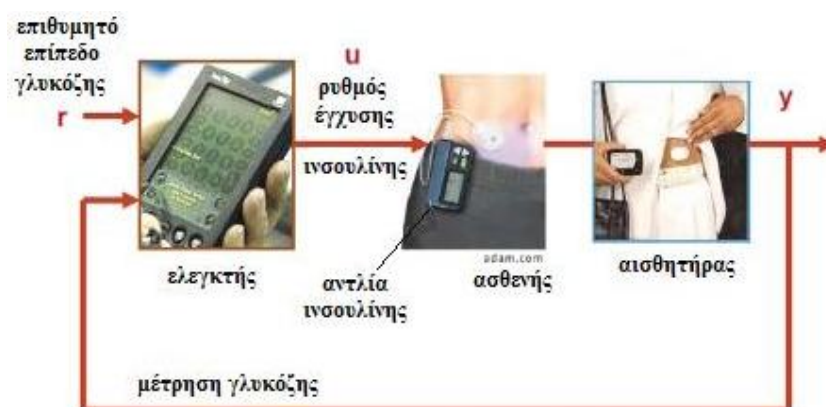 επιθυμητό
επίπεδο
γλυκόζης
r
u
ρυθμός
έγχυσης
ινσουλίνης
y
adam.com
ελεγκτής
αντλία
ινσουλίνης
ασθενής
αισθητήρας
μέτρηση γλυκόζης